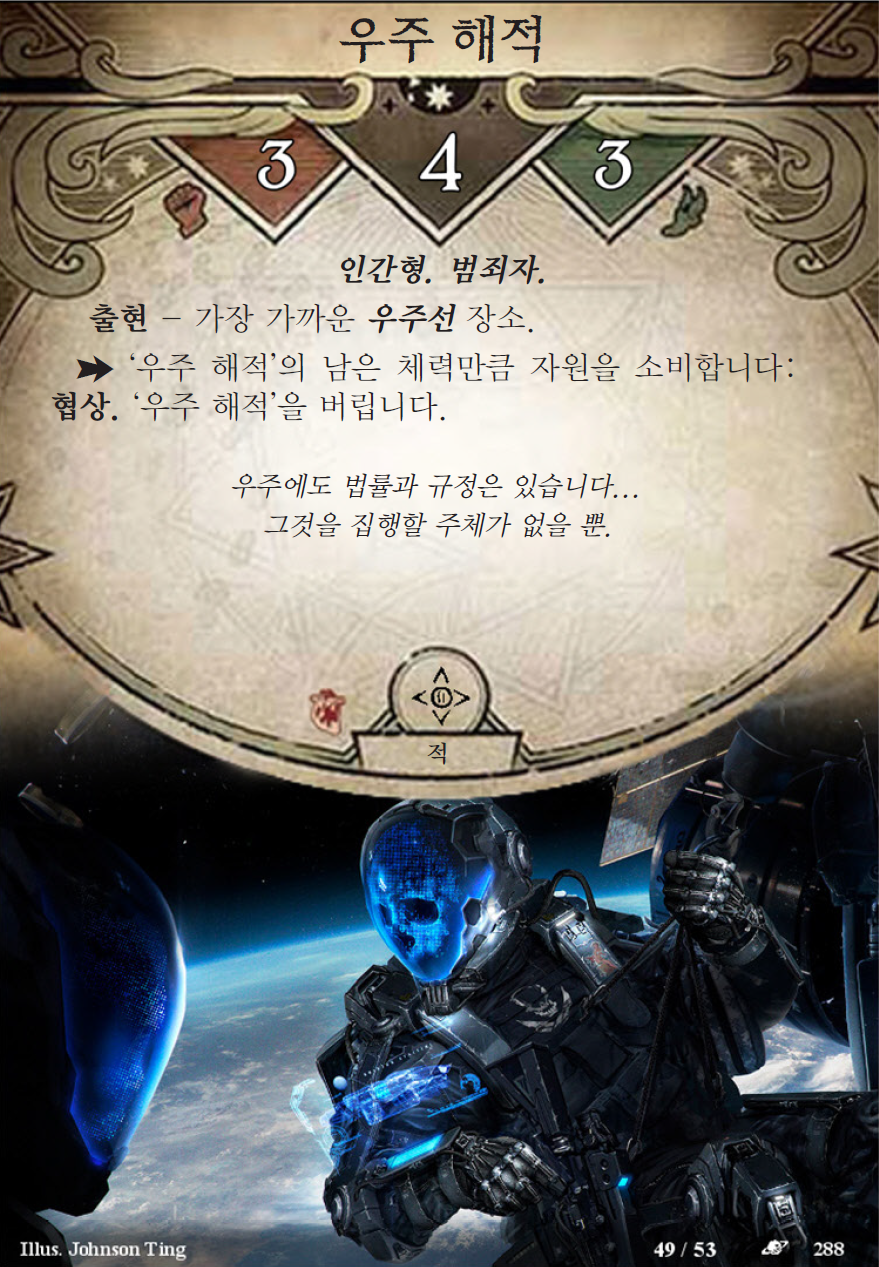 우주 해적
3 4 3
인간형. 범죄자.
출현 – 가장 가까운 우주선 장소.
‘우주 해적’의 남은 체력만큼 자원을 소비합니다:
협상. ‘우주 해적’을 버립니다.
우주에도 법률과 규정은 있습니다…
그것을 집행할 주체가 없을 뿐.
적
Illus. Johnson Ting
49 / 53
288